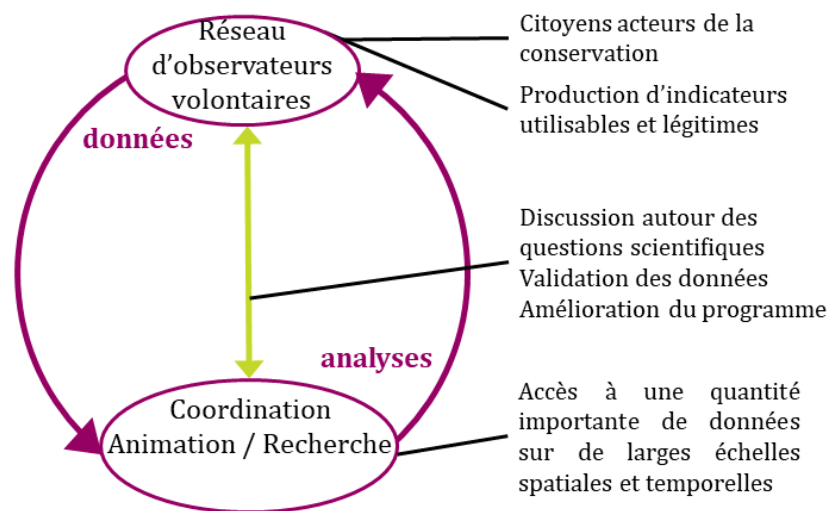 Réseau
d'observateurs
volontaires
Citoyens acteurs de la
conservation
Production d'indicateurs
utilisables et légitimes
données
Discussion autour des
questions scientifiques
Validation des données
Amélioration du programme
analyses
Coordination
Animation / Recherche
Accès à une quantité
importante de données
sur de larges échelles
spatiales et temporelles